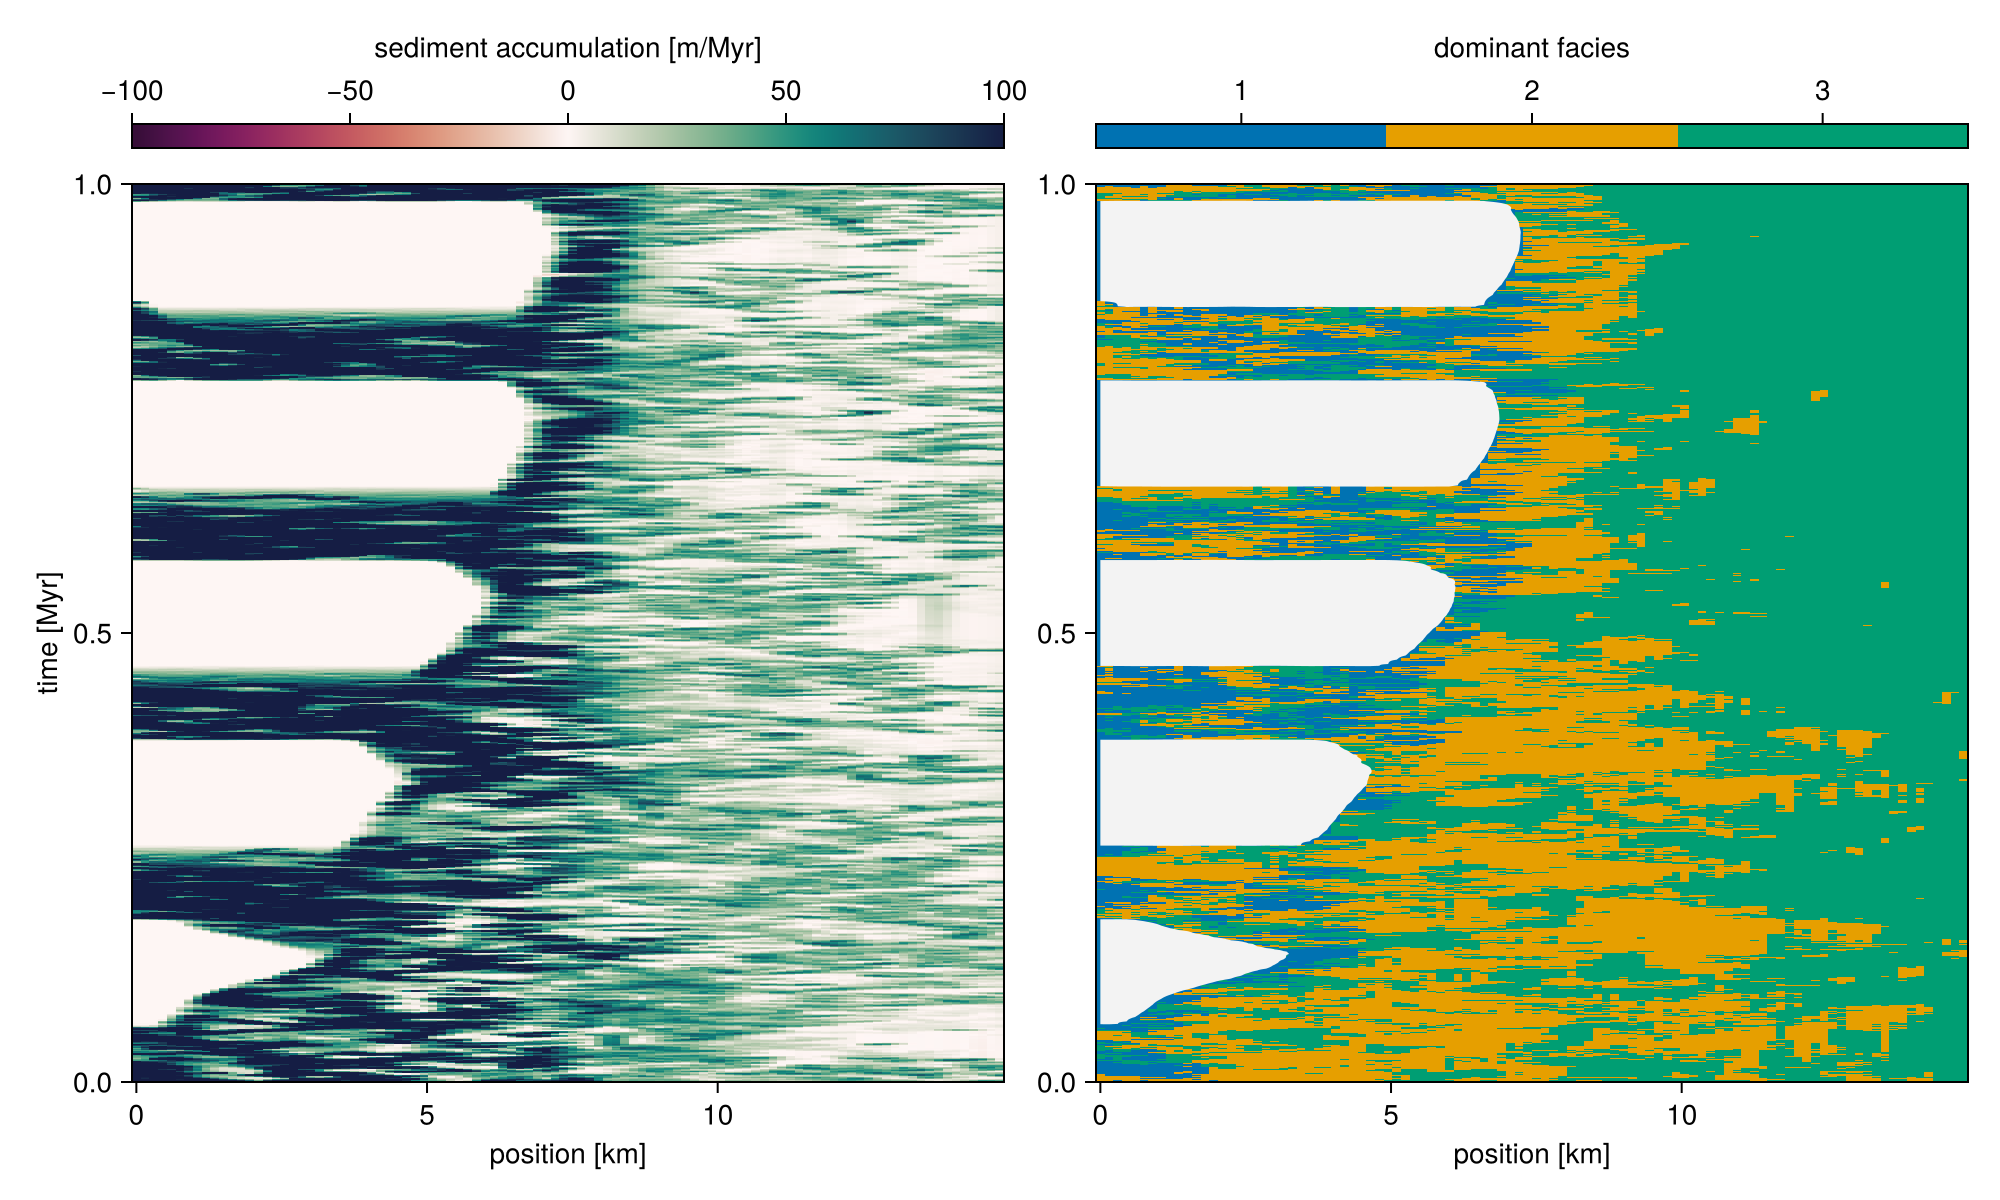 sediment accumulation [m/Myr]
−100 −50 0 50 100
dominant facies
1 2 3
time [Myr]
1.0
0.5
0.0
0 5 10
position [km]
1.0
0.5
0.0
0 5 10
position [km]